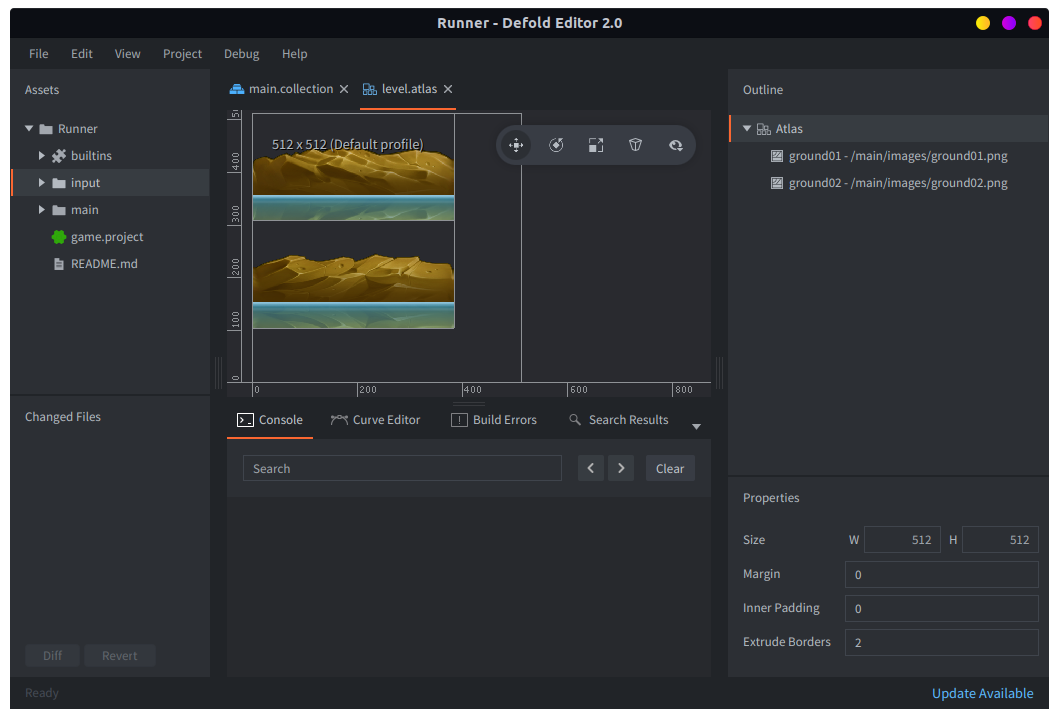 Runner - Defold Editor 2.0
File Edit View Project Debug Help
Assets
Runner
builtins
input
main
game.project
README.md
Changed Files
Diff Revert
Ready
main.collection level.atlas
512 x 512 (Default profile)
400
300
200
100
0
0 200 400 600 800
Console Curve Editor Build Errors Search Results
Search
Clear
Outline
Atlas
ground01 - /main/images/ground01.png
ground02 - /main/images/ground02.png
Properties
Size W 512 H 512
Margin 0
Inner Padding 0
Extrude Borders 2
Update Available